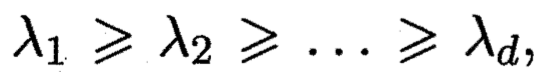 λ₁ ⩾ λ₂ ⩾ … ⩾ λ_d,